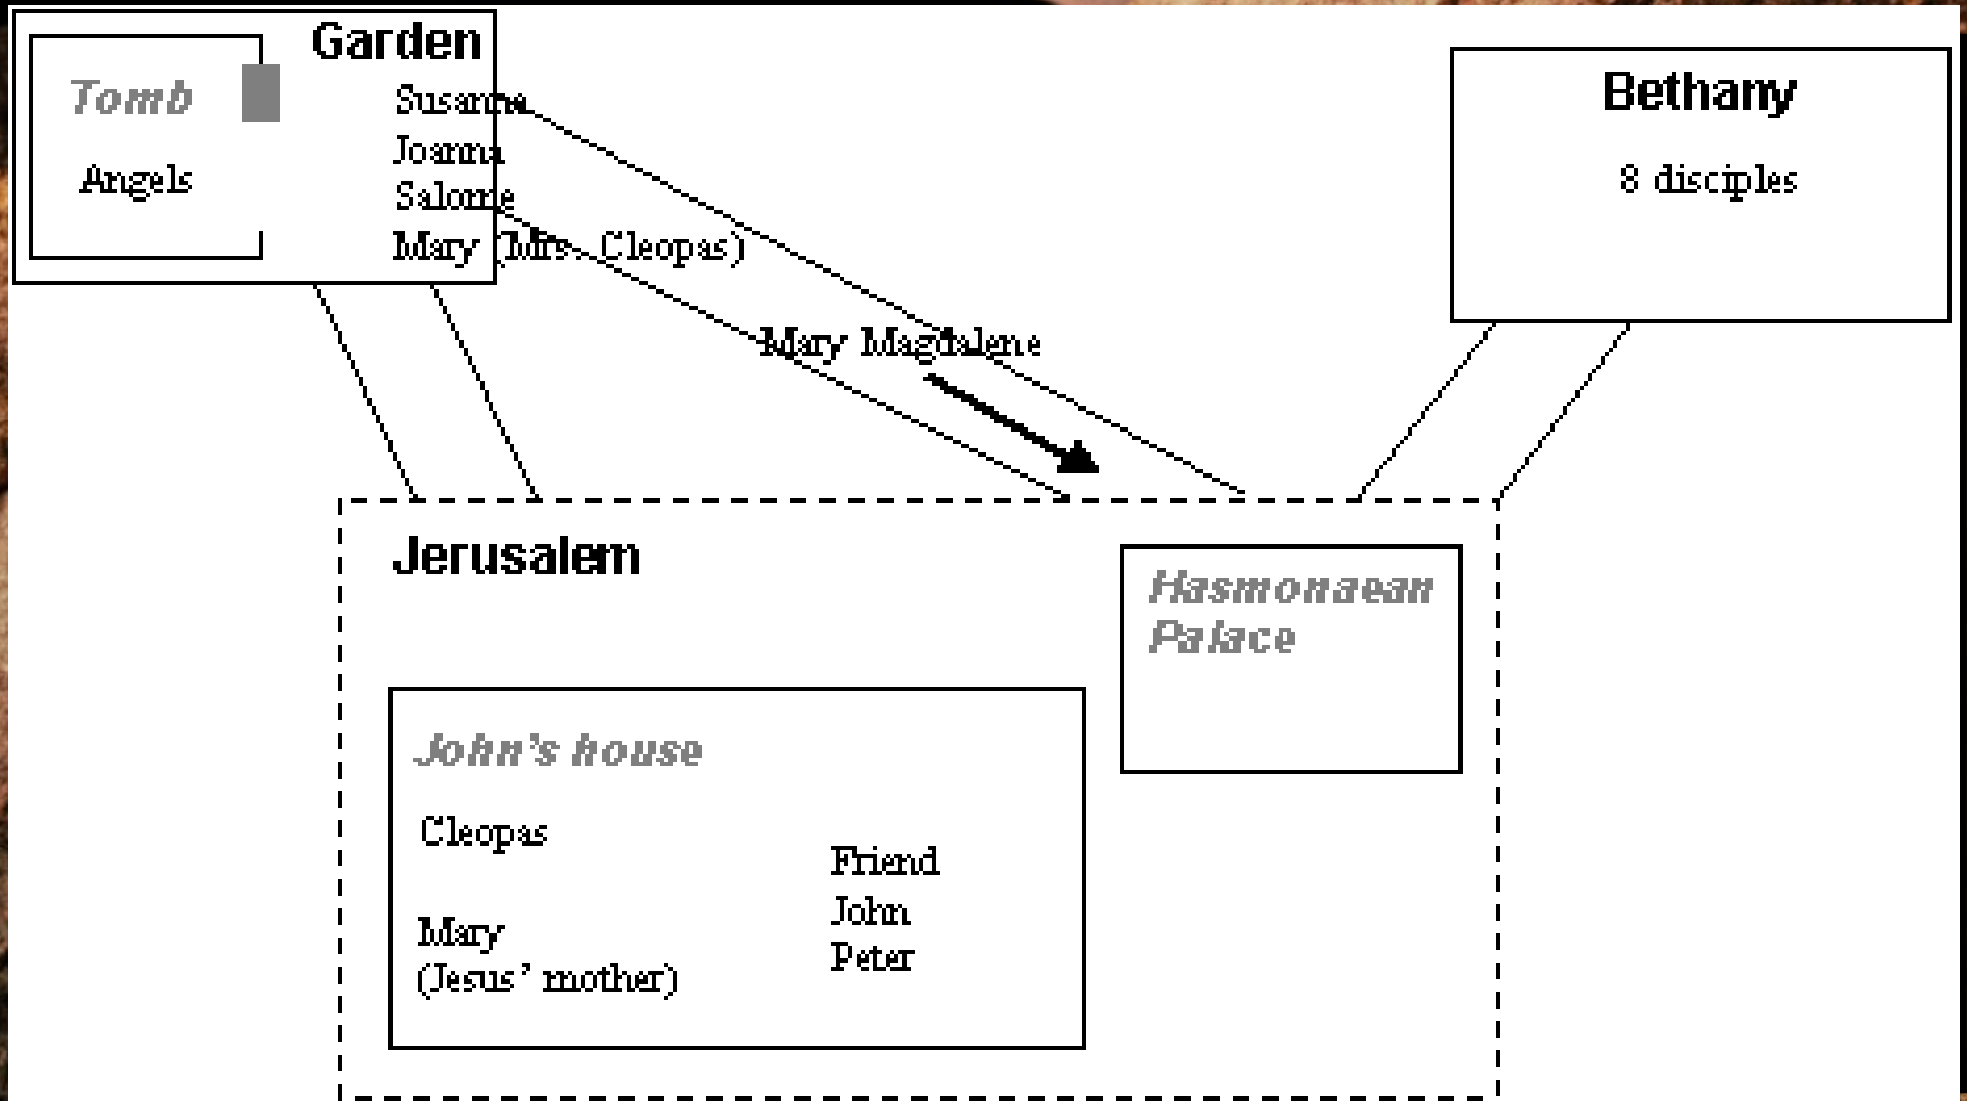 Garden
Tomb
Angels
Susanne
Joanna
Salome
Mary (Mrs. Cleopas)
Bethany
8 disciples
Mary Magdalene
Jerusalem
Hasmonaean
Palace
John's house
Cleopas
Mary
(Jesus' mother)
Friend
John
Peter